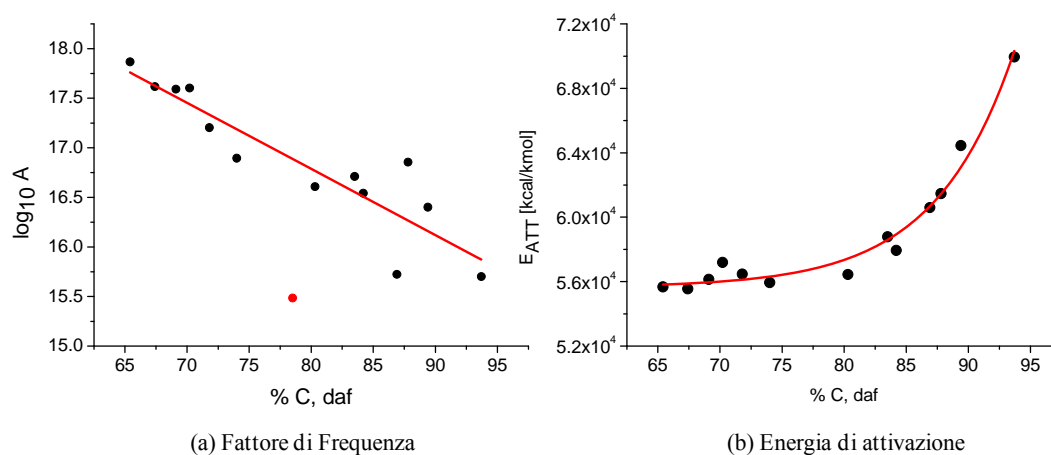 18.0
17.5
17.0
16.5
16.0
15.5
15.0
log10 A
65 70 75 80 85 90 95
% C, daf
(a) Fattore di Frequenza
7.2x10^4
6.8x10^4
6.4x10^4
6.0x10^4
5.6x10^4
5.2x10^4
E_ATT [kcal/kmol]
65 70 75 80 85 90 95
% C, daf
(b) Energia di attivazione